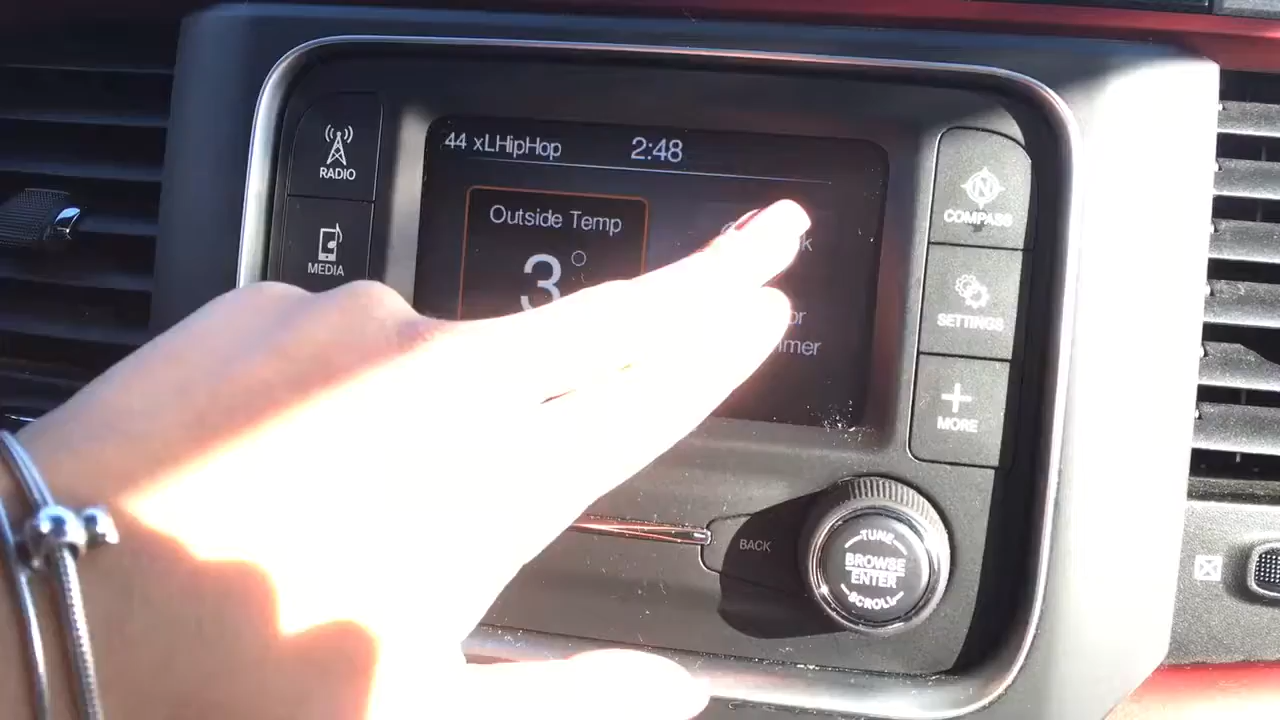 44 xLHipHop 2:48
RADIO
MEDIA
Outside Temp
3°
COMPASS
N
SETTINGS
MORE
BACK
TUNE
BROWSE
ENTER
SCROLL